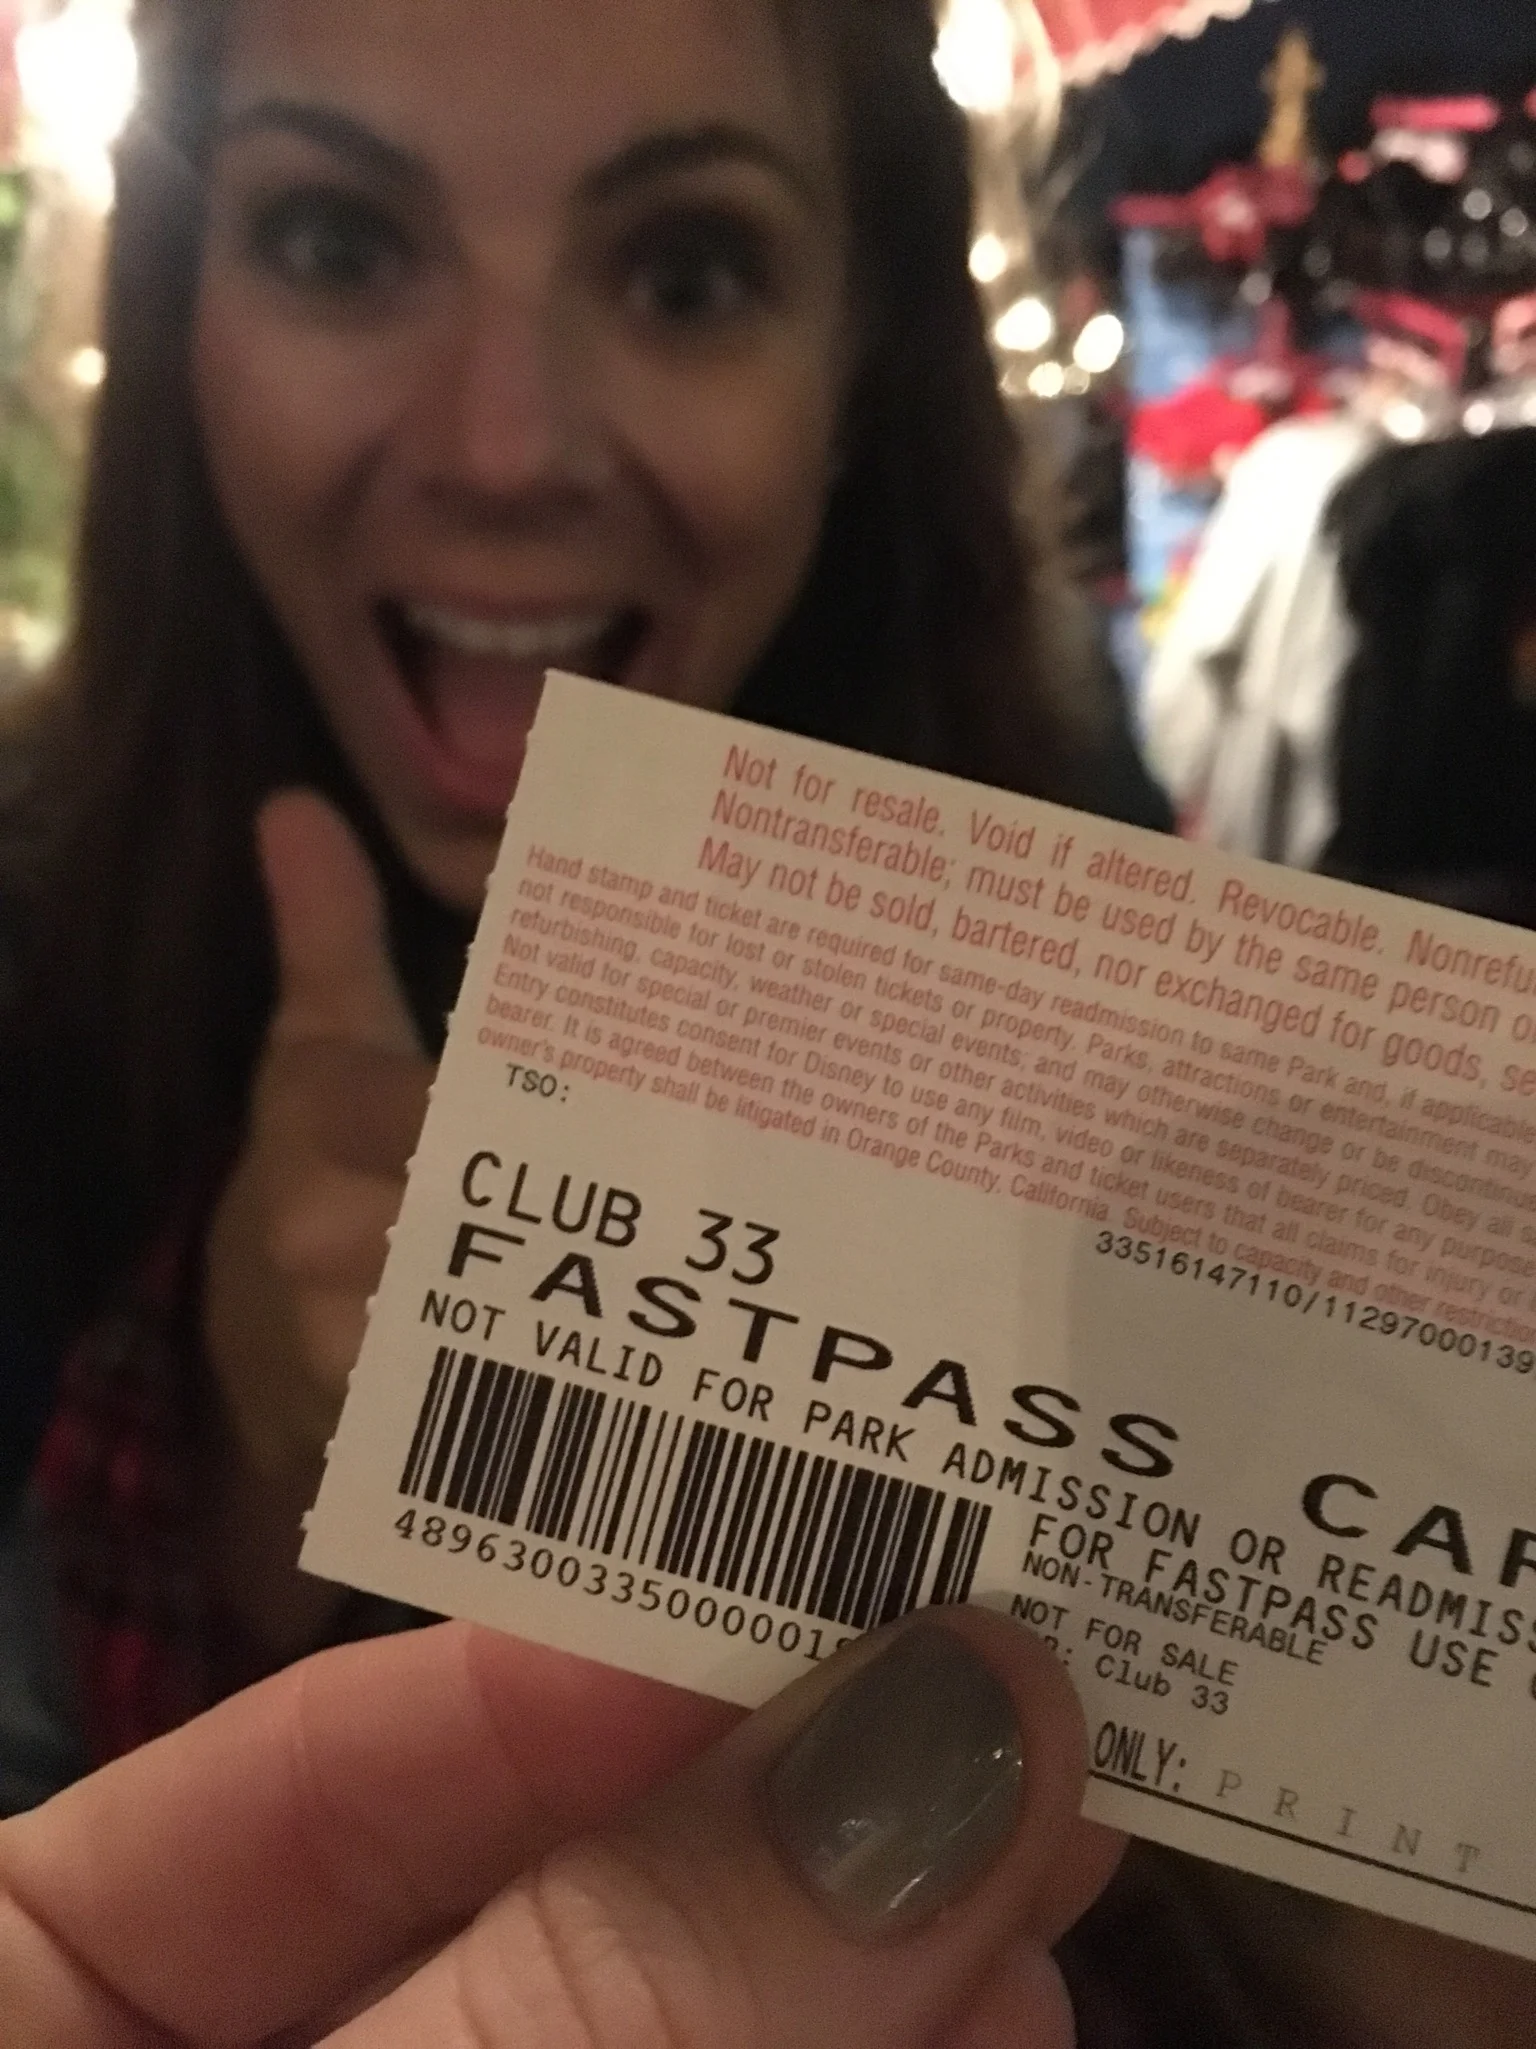 Not for resale. Void if altered. Revocable. Nonrefu
Nontransferable; must be used by the same person o
May not be sold, bartered, nor exchanged for goods, se
Hand stamp and ticket are required for same-day readmission to same Park and, if applicable
not responsible for lost or stolen tickets or property. Parks, attractions or entertainment may
refurbishing, capacity, weather or special events; and may otherwise change or be discontinue
Not valid for special or premier events or other activities which are separately priced. Obey all s
Entry constitutes consent for Disney to use any film, video or likeness of bearer for any purpose
bearer. It is agreed between the owners of the Parks and ticket users that all claims for injury or
owner's property shall be litigated in Orange County, California. Subject to capacity and other restriction
TSO:
33516147110/11297000139
CLUB 33
FASTPASS CAR
NOT VALID FOR PARK ADMISSION OR READMISS
FOR FASTPASS USE
NON-TRANSFERABLE
NOT FOR SALE
Club 33
4896300335000001
ONLY: PRINT